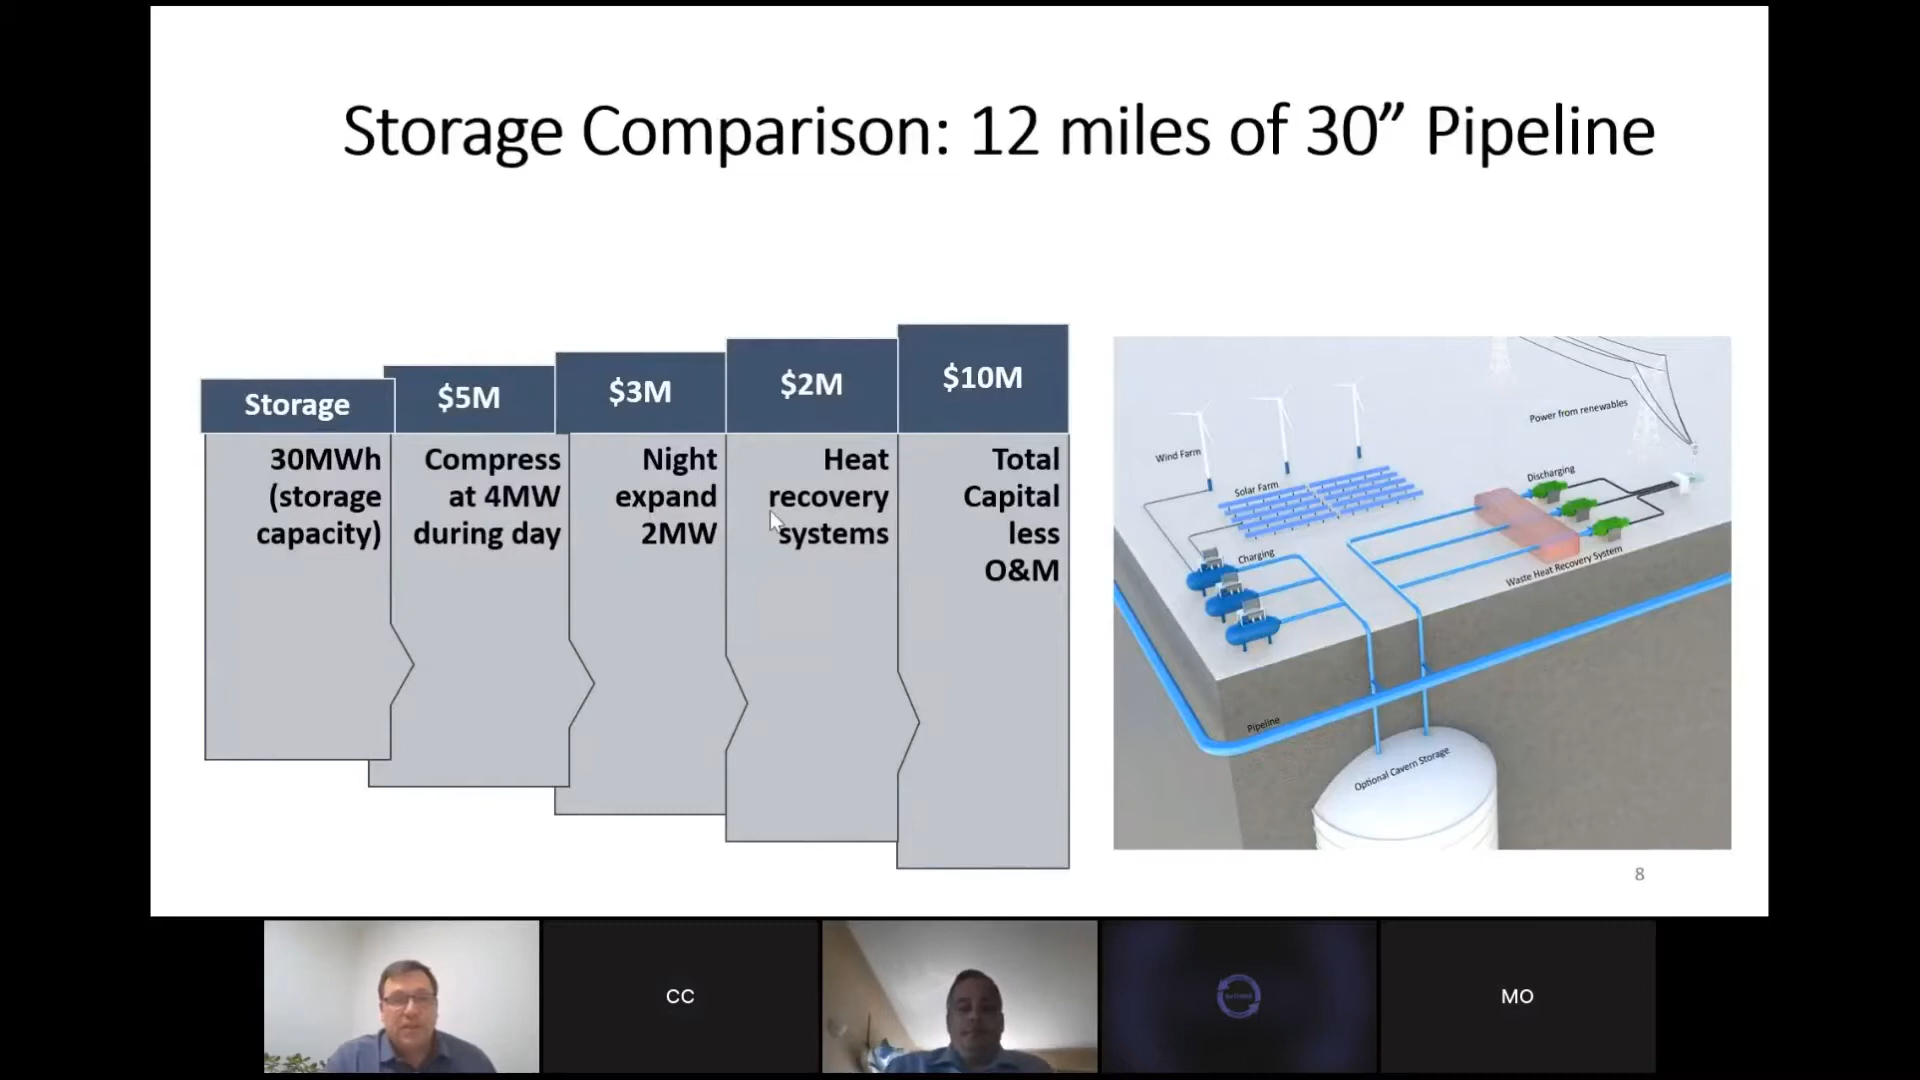 Storage Comparison: 12 miles of 30” Pipeline
Storage
30MWh
(storage
capacity)
$5M
Compress
at 4MW
during day
$3M
Night
expand
2MW
$2M
Heat
recovery
systems
$10M
Total
Capital
less
O&M
Power from renewables
Wind Farm
Solar Farm
Discharging
Charging
Waste Heat Recovery System
Pipeline
Optional Cavern Storage
8
CC
MO